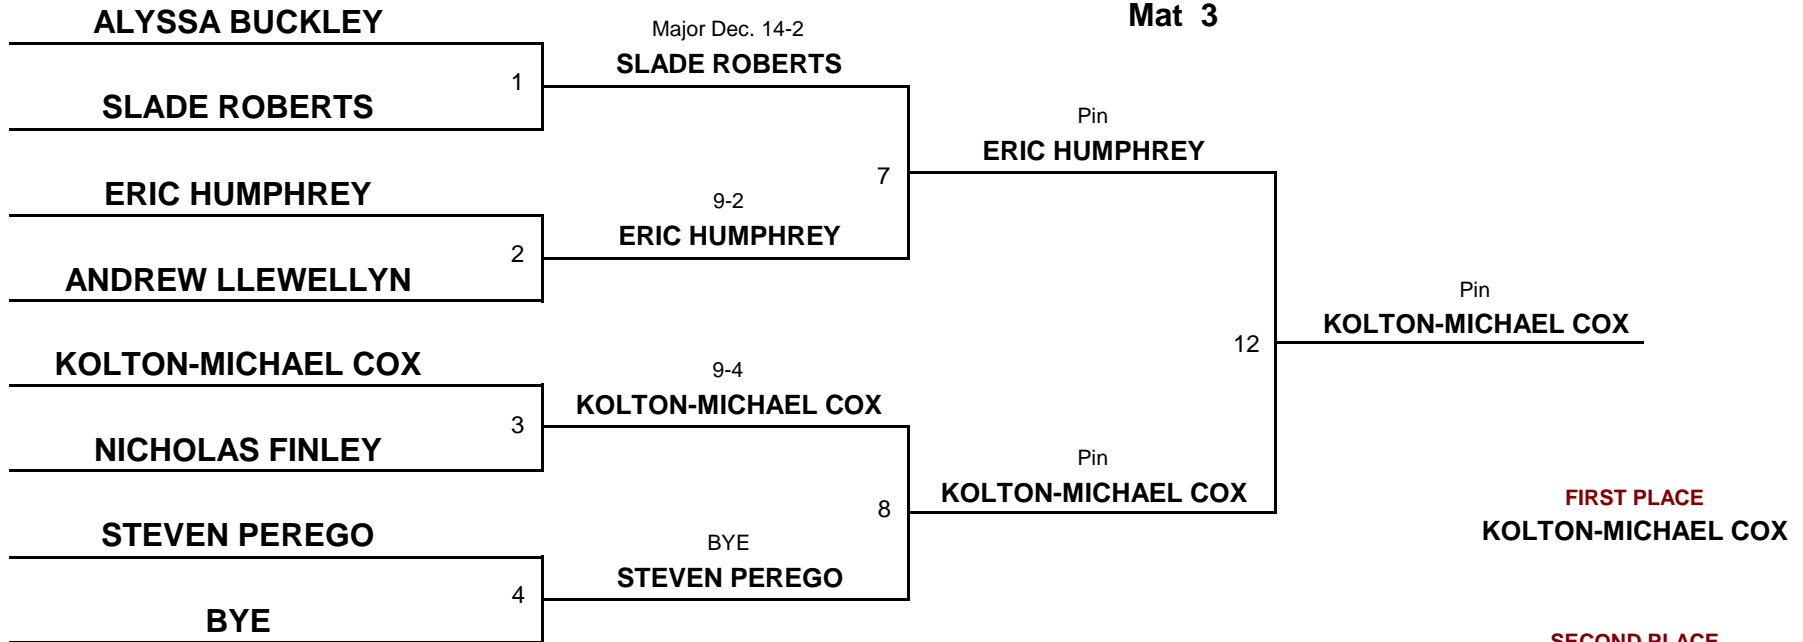 ALYSSA BUCKLEY
Major Dec. 14-2
Mat 3
SLADE ROBERTS
1
SLADE ROBERTS
Pin
ERIC HUMPHREY
7
ERIC HUMPHREY
9-2
ERIC HUMPHREY
2
ANDREW LLEWELLYN
Pin
KOLTON-MICHAEL COX
12
KOLTON-MICHAEL COX
9-4
KOLTON-MICHAEL COX
3
NICHOLAS FINLEY
Pin
KOLTON-MICHAEL COX
8
FIRST PLACE
KOLTON-MICHAEL COX
STEVEN PEREGO
BYE
STEVEN PEREGO
4
BYE
SECOND PLACE